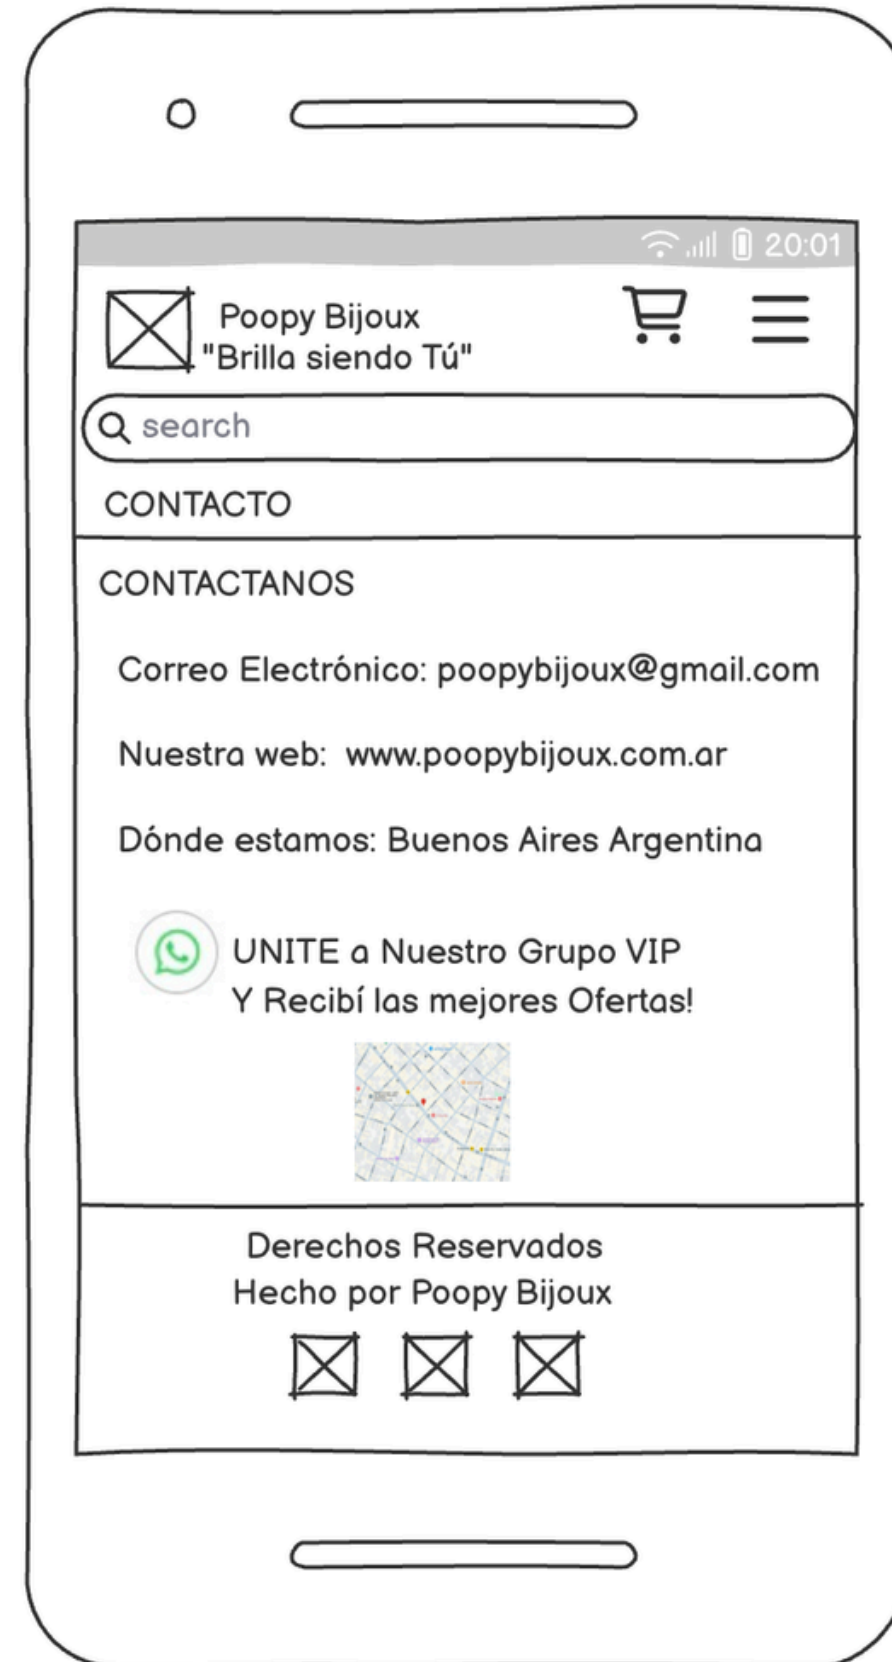 20:01
Poopy Bijoux
"Brilla siendo Tú"
search
CONTACTO
CONTACTANOS
Correo Electrónico: poopybijoux@gmail.com
Nuestra web: www.poopybijoux.com.ar
Dónde estamos: Buenos Aires Argentina
UNITE a Nuestro Grupo VIP
Y Recibí las mejores Ofertas!
Derechos Reservados
Hecho por Poopy Bijoux